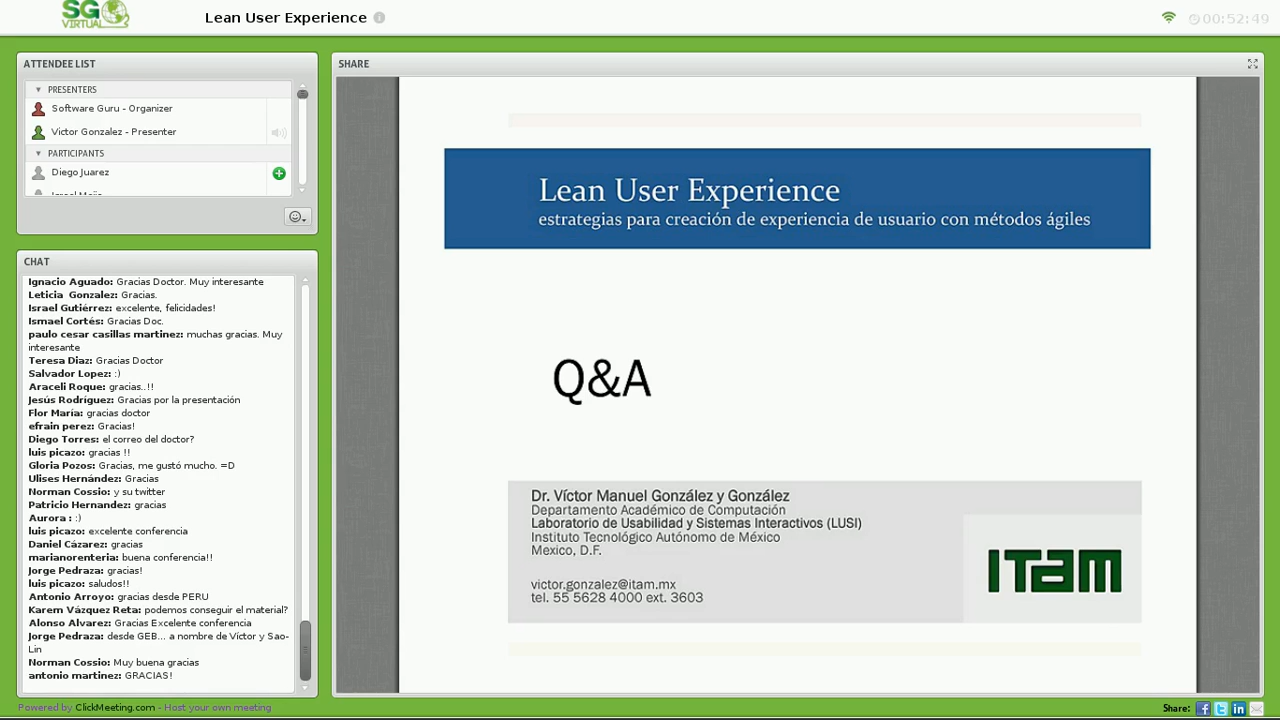 SG
VIRTUAL
Lean User Experience
00:52:49
ATTENDEE LIST
PRESENTERS
Software Guru - Organizer
Victor Gonzalez - Presenter
PARTICIPANTS
Diego Juarez
CHAT
Ignacio Aguado: Gracias Doctor. Muy interesante
Leticia Gonzalez: Gracias.
Israel Gutiérrez: excelente, felicidades!
Ismael Cortés: Gracias Doc.
paulo cesar casillas martinez: muchas gracias. Muy
interesante
Teresa Diaz: Gracias Doctor
Salvador Lopez: :)
Araceli Roque: gracias..!!
Jesús Rodríguez: Gracias por la presentación
Flor María: gracias doctor
efrain perez: Gracias!
Diego Torres: el correo del doctor?
luis picazo: gracias !!
Gloria Pozos: Gracias, me gustó mucho. =D
Ulises Hernández: Gracias
Norman Cossio: y su twitter
Patricio Hernandez: gracias
Aurora : :)
luis picazo: excelente conferencia
Daniel Cázarez: gracias
marianorenteria: buena conferencia!!
Jorge Pedraza: gracias!
luis picazo: saludos!!
Antonio Arroyo: gracias desde PERU
Karem Vázquez Reta: podemos conseguir el material?
Alonso Alvarez: Gracias Excelente conferencia
Jorge Pedraza: desde GEB... a nombre de Víctor y Sao-
Lin
Norman Cossio: Muy buena gracias
antonio martinez: GRACIAS!
SHARE
Lean User Experience
estrategias para creación de experiencia de usuario con métodos ágiles
Q&A
Dr. Víctor Manuel González y González
Departamento Académico de Computación
Laboratorio de Usabilidad y Sistemas Interactivos (LUSI)
Instituto Tecnológico Autónomo de México
Mexico, D.F.
victor.gonzalez@itam.mx
tel. 55 5628 4000 ext. 3603
ITAM
Powered by ClickMeeting.com - Host your own meeting
Share: